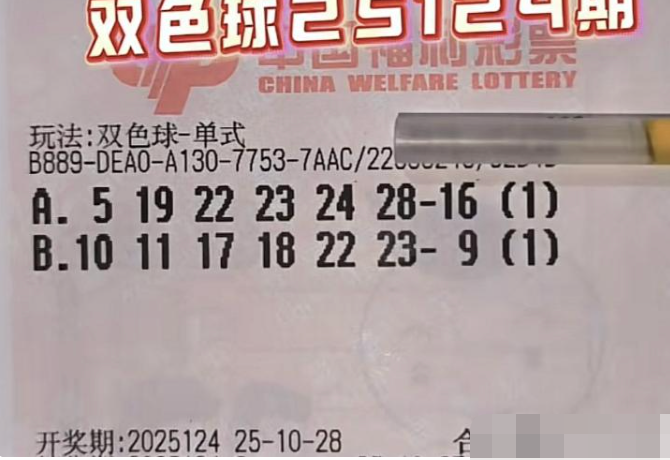 双色球25124期
中国福利彩票
CHINA WELFARE LOTTERY
玩法:双色球-单式
B889-DEA0-A130-7753-7AAC/22
A. 5 19 22 23 24 28-16 (1)
B.10 11 17 18 22 23- 9 (1)
开奖期:2025124 25-10-28